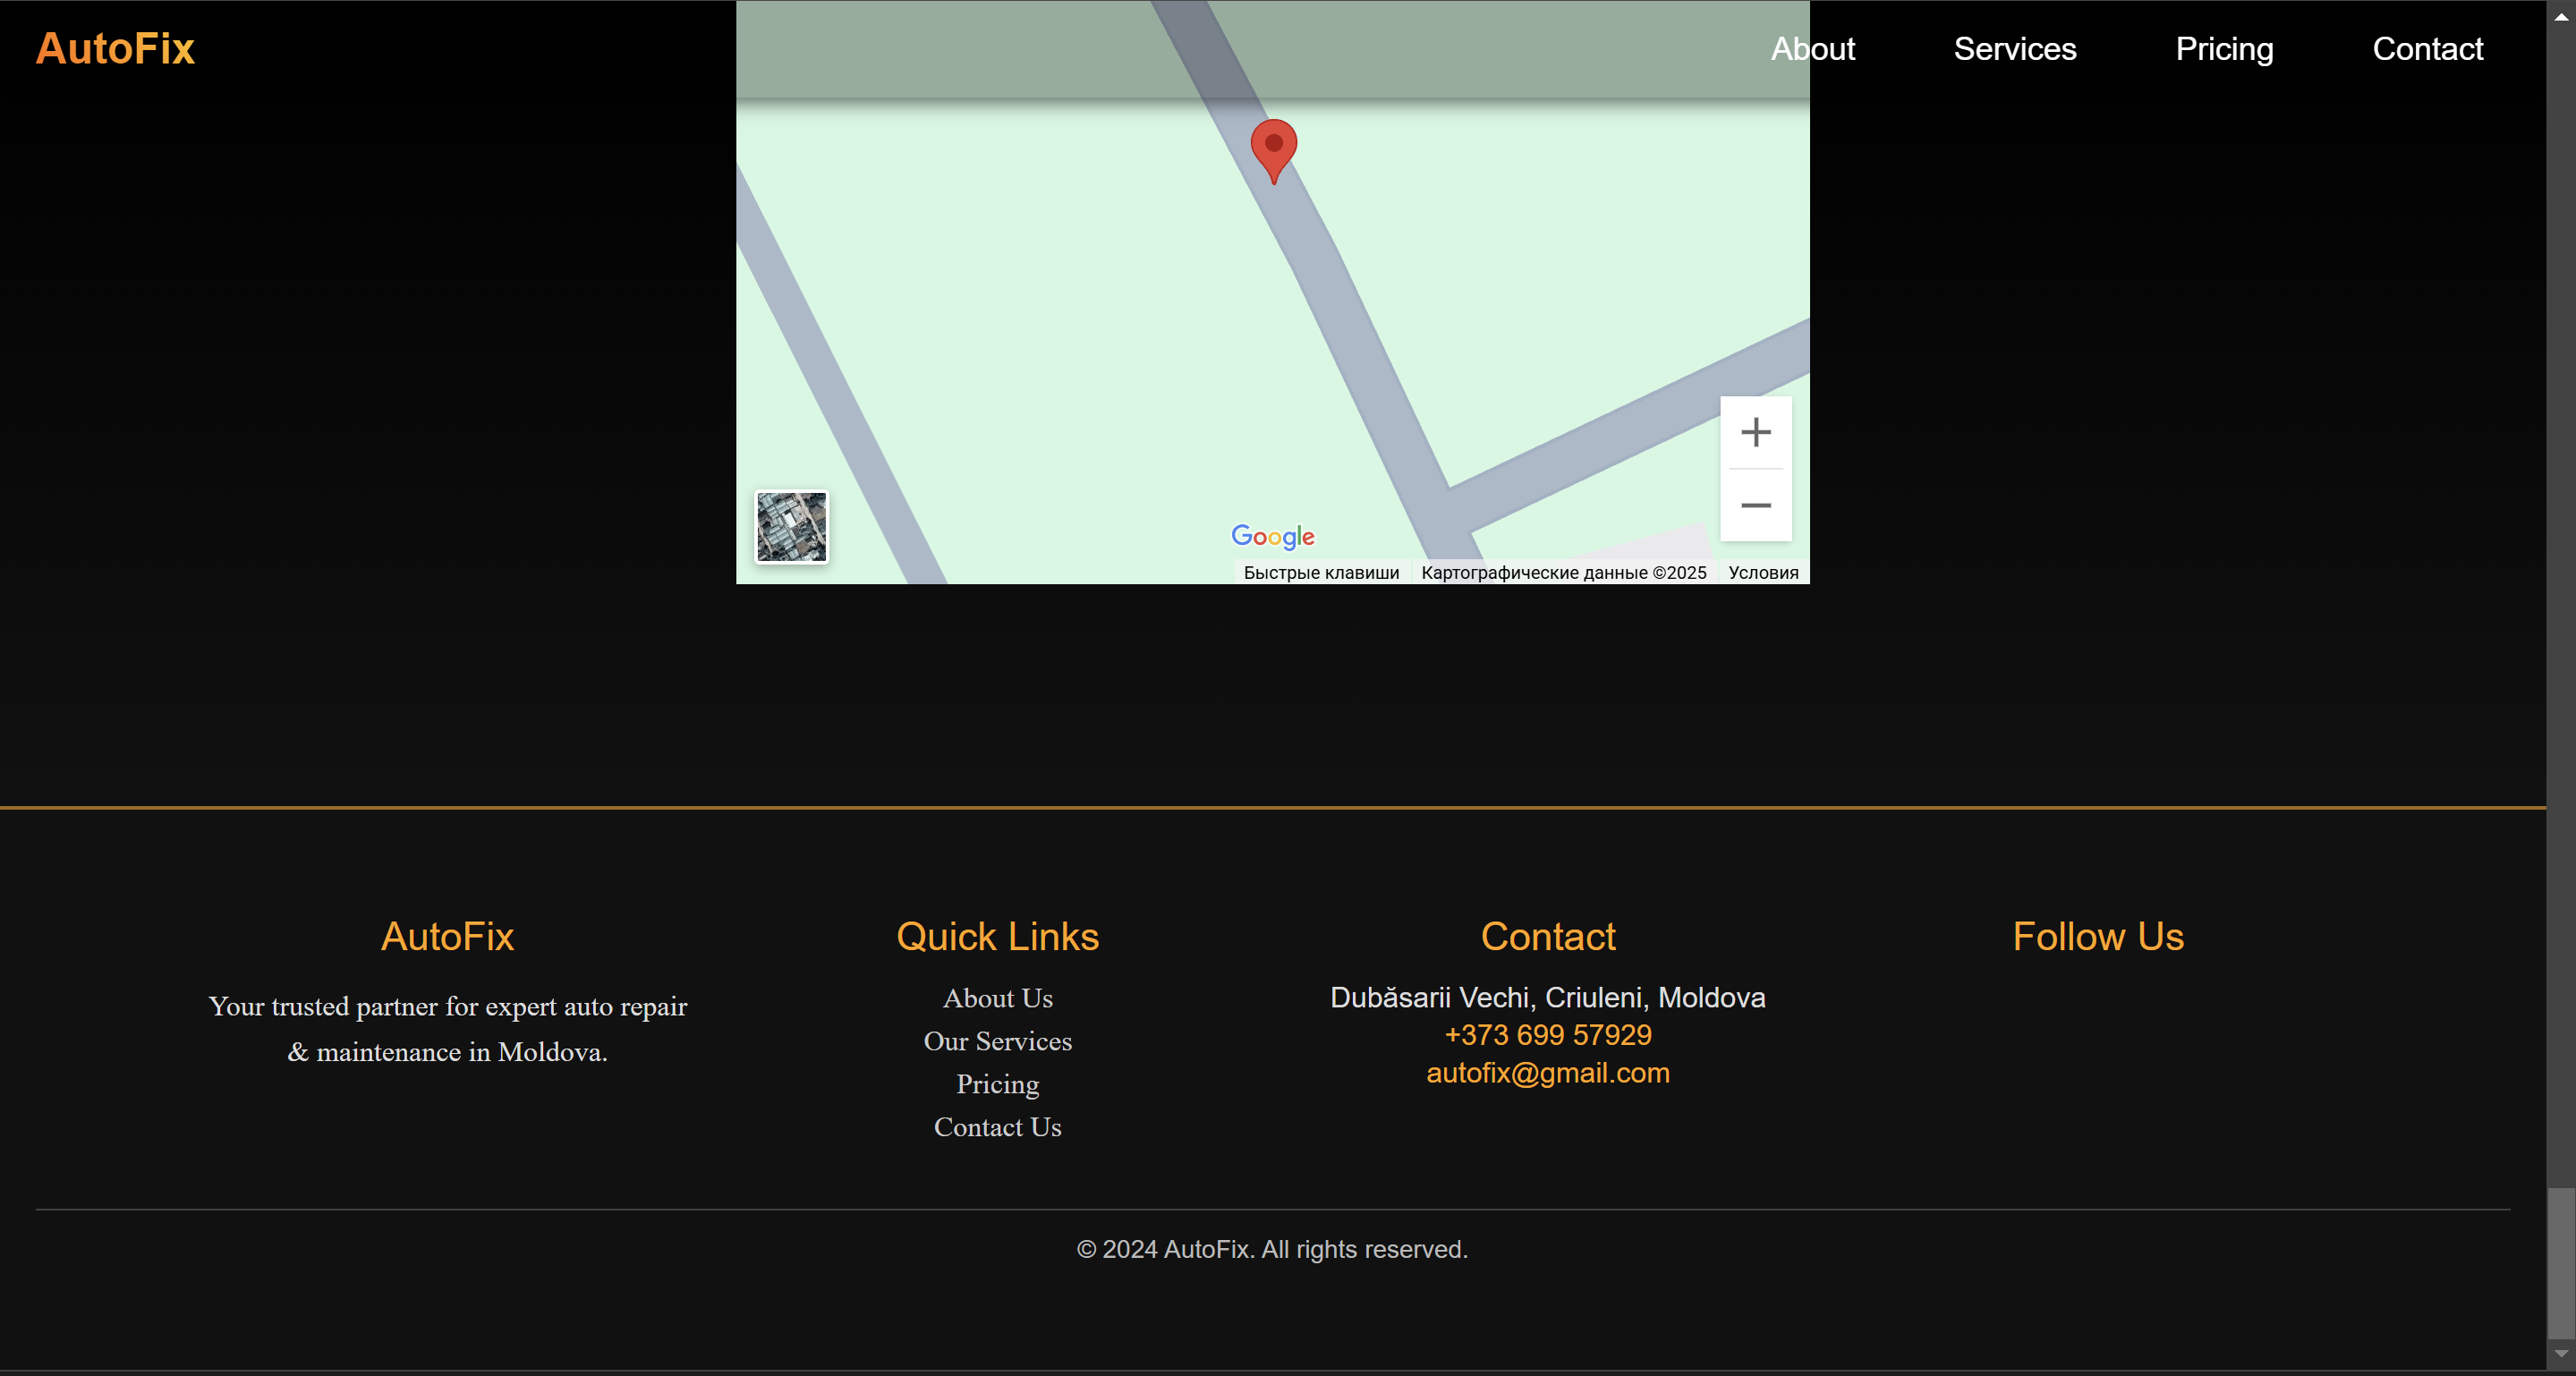 AutoFix
About
Services
Pricing
Contact
Google
Быстрые клавиши
Картографические данные ©2025
Условия
AutoFix
Your trusted partner for expert auto repair
& maintenance in Moldova.
Quick Links
About Us
Our Services
Pricing
Contact Us
Contact
Dubăsarii Vechi, Criuleni, Moldova
+373 699 57929
autofix@gmail.com
Follow Us
© 2024 AutoFix. All rights reserved.